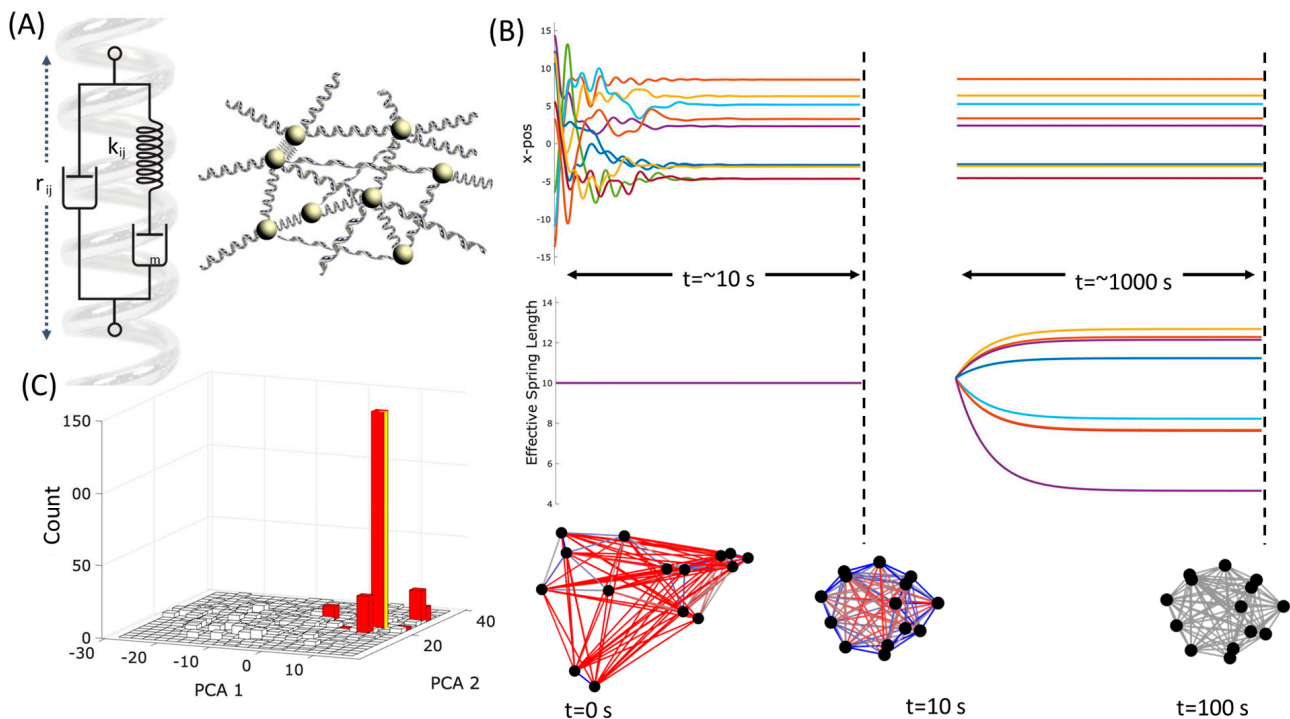 (A)
k_ij
r_ij
m
(B)
15
10
5
0
-5
-10
-15
x-pos
t=~10 s
t=~1000 s
14
12
10
8
6
4
Effective Spring Length
(C)
150
00
50
0
Count
-30
-20
-10
0
10
PCA 1
20
40
PCA 2
t=0 s
t=10 s
t=100 s